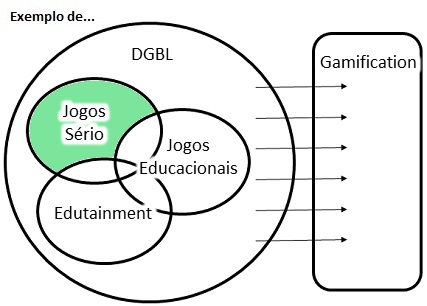 Exemplo de...
DGBL
Gamification
Jogos
Sério
Jogos
Educacionais
Edutainment